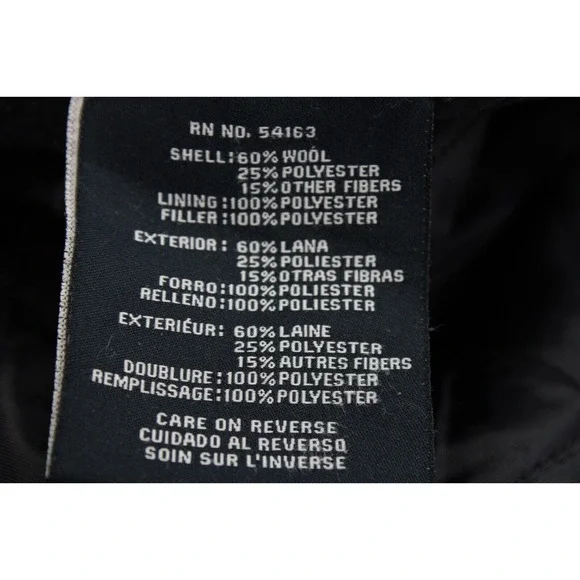 RN NO. 54163
SHELL:60% WOOL
25% POLYESTER
15% OTHER FIBERS
LINING:100% POLYESTER
FILLER:100% POLYESTER
EXTERIOR: 60% LANA
25% POLIESTER
15% OTRAS FIBRAS
FORRO:100% POLIESTER
RELLENO:100% POLIESTER
EXTERIÉUR: 60% LAINE
25% POLYESTER
15% AUTRES FIBERS
DOUBLURE:100% POLYESTER
REMPLISSAGE:100% POLYESTER
CARE ON REVERSE
CUIDADO AL REVERSO
SOIN SUR L'INVERSE